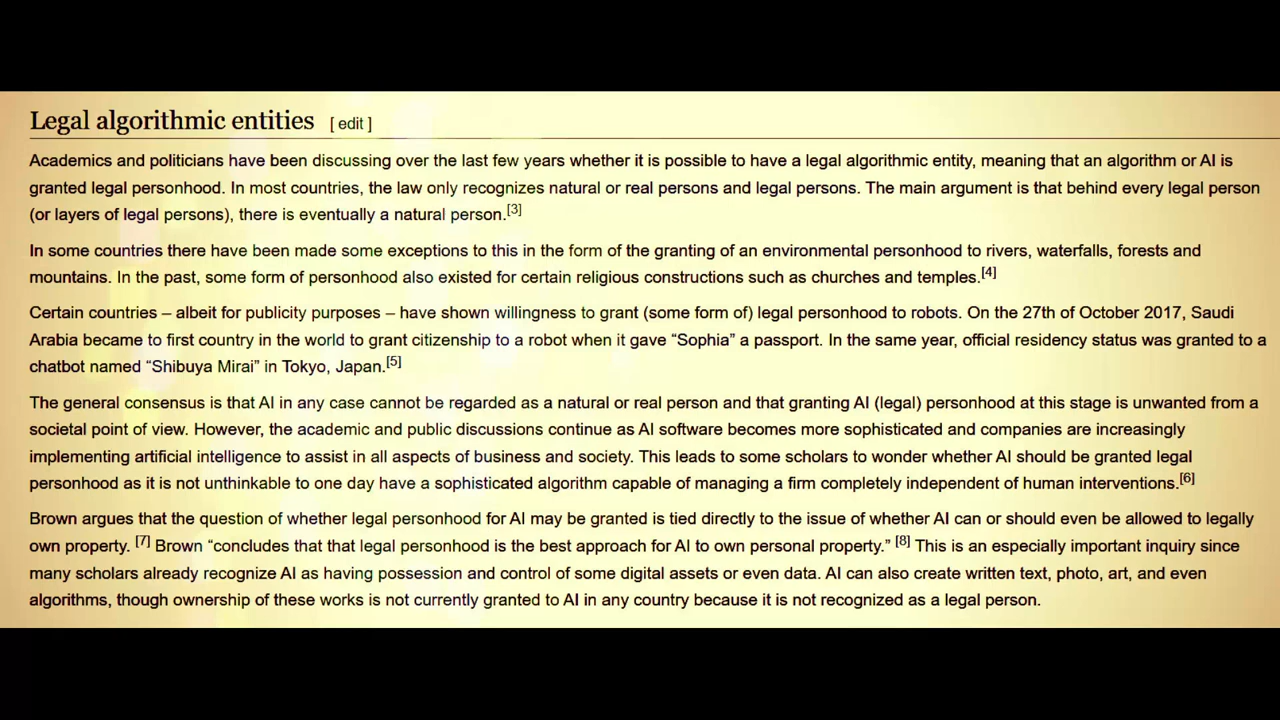 Legal algorithmic entities [ edit ]
Academics and politicians have been discussing over the last few years whether it is possible to have a legal algorithmic entity, meaning that an algorithm or AI is
granted legal personhood. In most countries, the law only recognizes natural or real persons and legal persons. The main argument is that behind every legal person
(or layers of legal persons), there is eventually a natural person.[3]
In some countries there have been made some exceptions to this in the form of the granting of an environmental personhood to rivers, waterfalls, forests and
mountains. In the past, some form of personhood also existed for certain religious constructions such as churches and temples.[4]
Certain countries – albeit for publicity purposes – have shown willingness to grant (some form of) legal personhood to robots. On the 27th of October 2017, Saudi
Arabia became to first country in the world to grant citizenship to a robot when it gave “Sophia” a passport. In the same year, official residency status was granted to a
chatbot named “Shibuya Mirai” in Tokyo, Japan.[5]
The general consensus is that AI in any case cannot be regarded as a natural or real person and that granting AI (legal) personhood at this stage is unwanted from a
societal point of view. However, the academic and public discussions continue as AI software becomes more sophisticated and companies are increasingly
implementing artificial intelligence to assist in all aspects of business and society. This leads to some scholars to wonder whether AI should be granted legal
personhood as it is not unthinkable to one day have a sophisticated algorithm capable of managing a firm completely independent of human interventions.[6]
Brown argues that the question of whether legal personhood for AI may be granted is tied directly to the issue of whether AI can or should even be allowed to legally
own property. [7] Brown “concludes that that legal personhood is the best approach for AI to own personal property.” [8] This is an especially important inquiry since
many scholars already recognize AI as having possession and control of some digital assets or even data. AI can also create written text, photo, art, and even
algorithms, though ownership of these works is not currently granted to AI in any country because it is not recognized as a legal person.